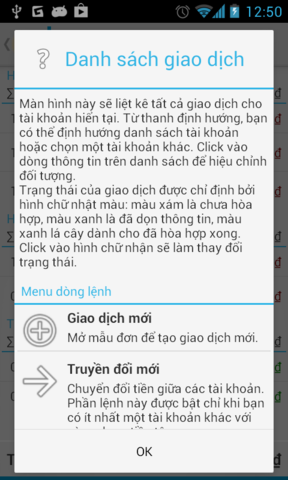 12:50
Danh sách giao dịch
Màn hình này sẽ liệt kê tất cả giao dịch cho
tài khoản hiện tại. Từ thanh định hướng, bạn
có thể định hướng danh sách tài khoản
hoặc chọn một tài khoản khác. Click vào
dòng thông tin trên danh sách để hiệu chỉnh
đối tượng.
Trạng thái của giao dịch được chỉ định bởi
hình chữ nhật màu: màu xám là chưa hòa
hợp, màu xanh là đã dọn thông tin, màu
xanh lá cây dành cho đã hòa hợp xong.
Click vào hình chữ nhận sẽ làm thay đổi
trạng thái.
Menu dòng lệnh
Giao dịch mới
Mở mẫu đơn để tạo giao dịch mới.
Truyền đổi mới
Chuyển đổi tiền giữa các tài khoản.
Phần lệnh này được bật chỉ khi bạn
có ít nhất một tài khoản khác với
OK